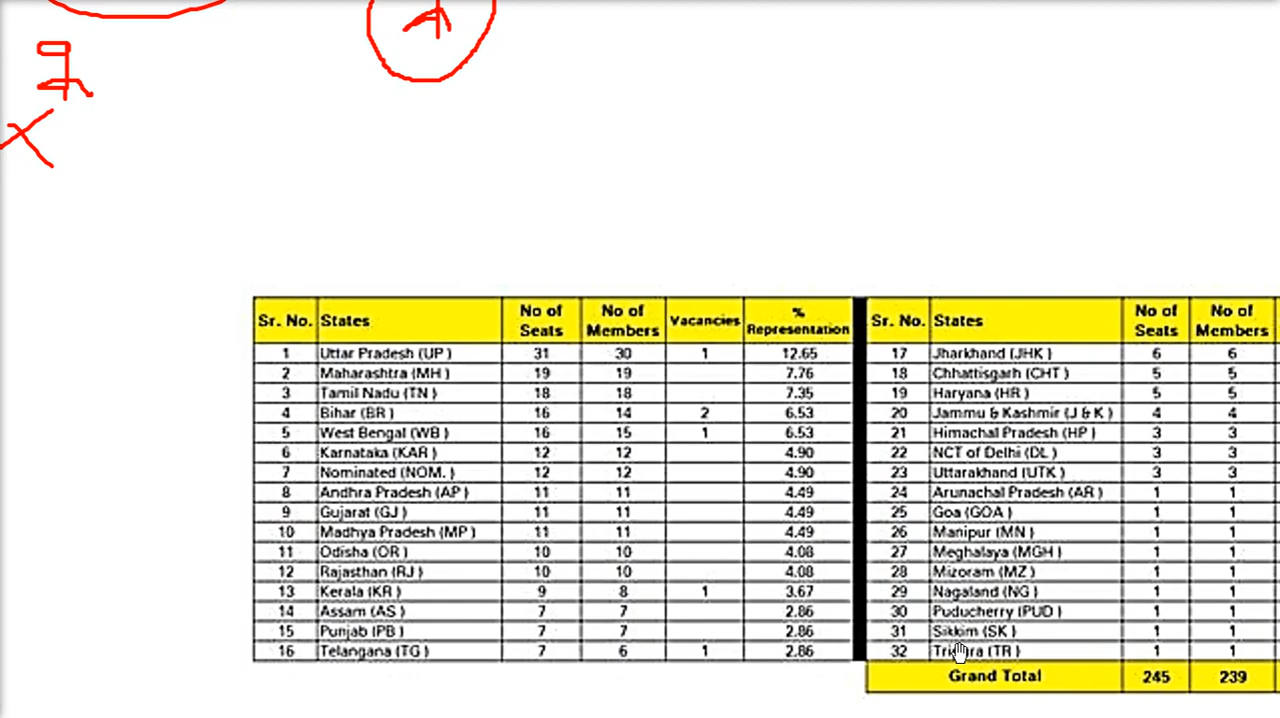 Sr. No. States No of Seats No of Members Vacancies % Representation
1 Uttar Pradesh (UP ) 31 30 1 12.65
2 Maharashtra (MH ) 19 19 7.76
3 Tamil Nadu (TN ) 18 18 7.35
4 Bihar (BR ) 16 14 2 6.53
5 West Bengal (WB ) 16 15 1 6.53
6 Karnataka (KAR ) 12 12 4.90
7 Nominated (NOM. ) 12 12 4.90
8 Andhra Pradesh (AP ) 11 11 4.49
9 Gujarat (GJ ) 11 11 4.49
10 Madhya Pradesh (MP ) 11 11 4.49
11 Odisha (OR ) 10 10 4.08
12 Rajasthan (RJ ) 10 10 4.08
13 Kerala (KR ) 9 8 1 3.67
14 Assam (AS ) 7 7 2.86
15 Punjab (PB ) 7 7 2.86
16 Telangana (TG ) 7 6 1 2.86
Sr. No. States No of Seats No of Members
17 Jharkhand (JHK ) 6 6
18 Chhattisgarh (CHT ) 5 5
19 Haryana (HR ) 5 5
20 Jammu & Kashmir (J & K ) 4 4
21 Himachal Pradesh (HP ) 3 3
22 NCT of Delhi (DL ) 3 3
23 Uttarakhand (UTK ) 3 3
24 Arunachal Pradesh (AR ) 1 1
25 Goa (GOA ) 1 1
26 Manipur (MN ) 1 1
27 Meghalaya (MGH ) 1 1
28 Mizoram (MZ ) 1 1
29 Nagaland (NG ) 1 1
30 Puducherry (PUD ) 1 1
31 Sikkim (SK ) 1 1
32 Tripura (TR ) 1 1
Grand Total 245 239